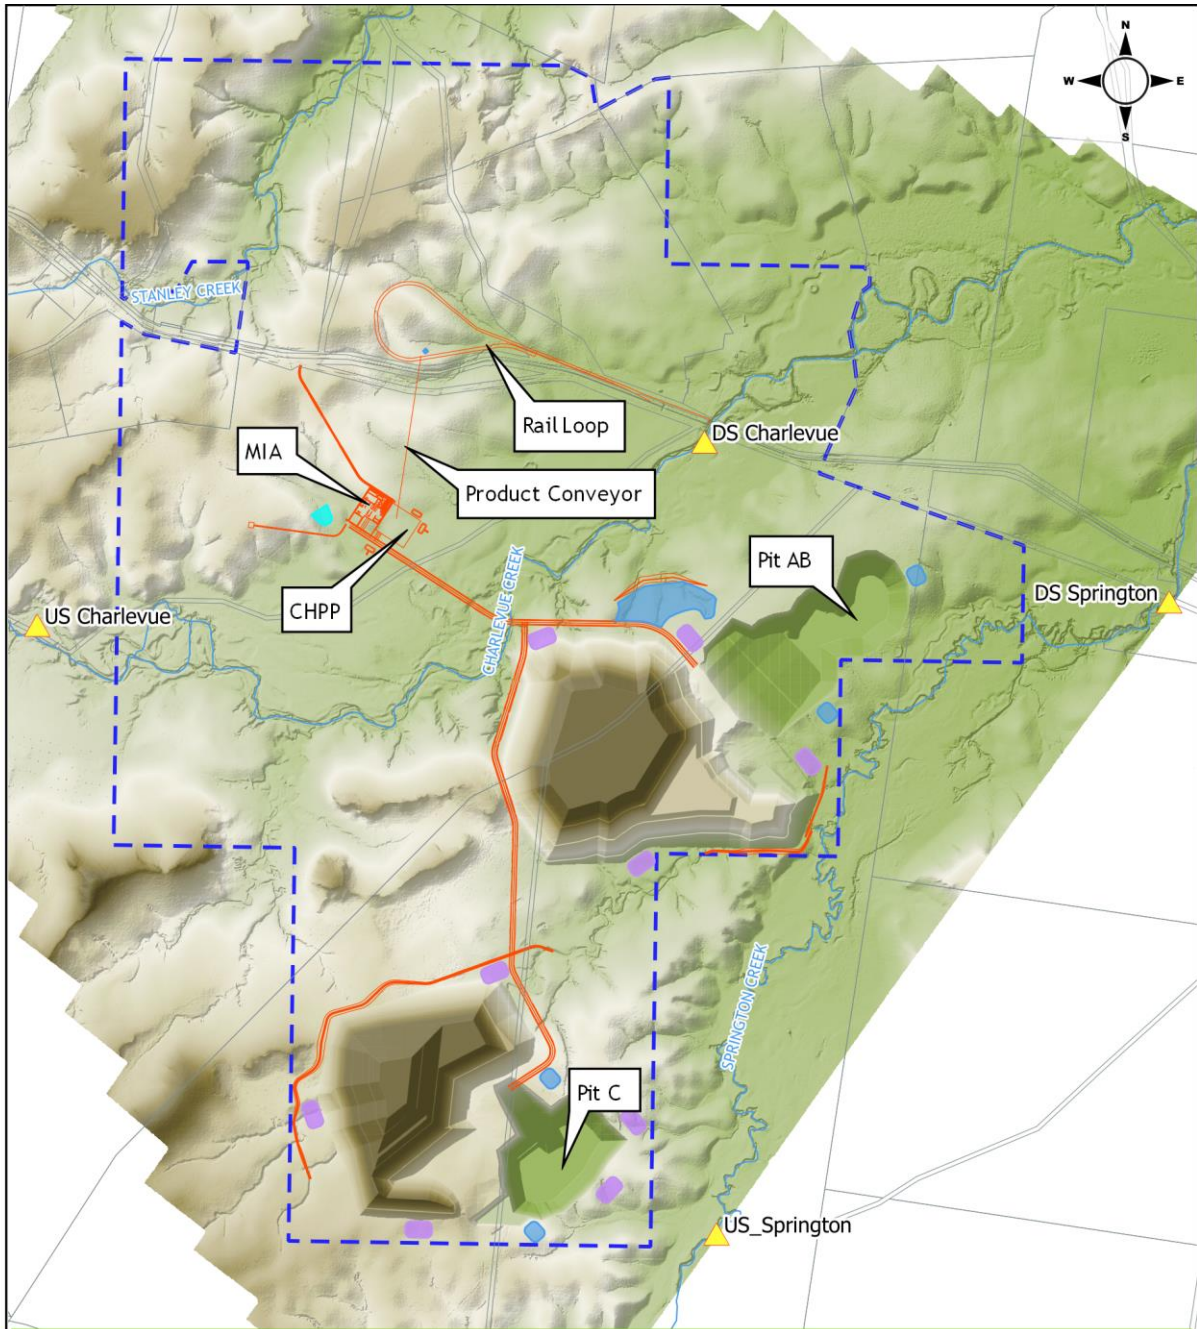 N
W
E
S
STANLEY CREEK
Rail Loop
DS Charlevue
MIA
Product Conveyor
Pit AB
CHPP
CHARLEVUE CREEK
DS Springton
US Charlevue
SPRINGTON CREEK
Pit C
US_Springton